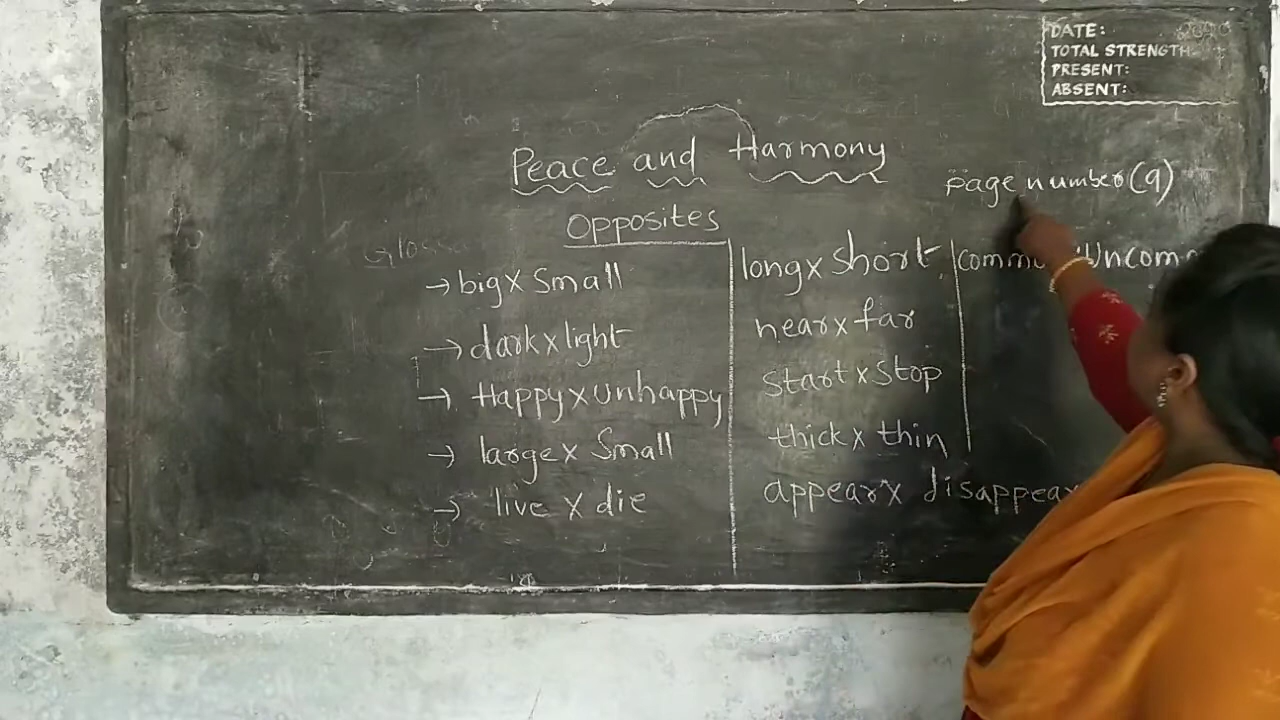 DATE:
TOTAL STRENGTH:
PRESENT:
ABSENT:
Peace and Harmony
page number(9)
Opposites
→ big x Small
→ dark x light
→ Happy x unhappy
→ large x Small
→ live x die
long x short
near x far
start x stop
thick x thin
appear x disappear